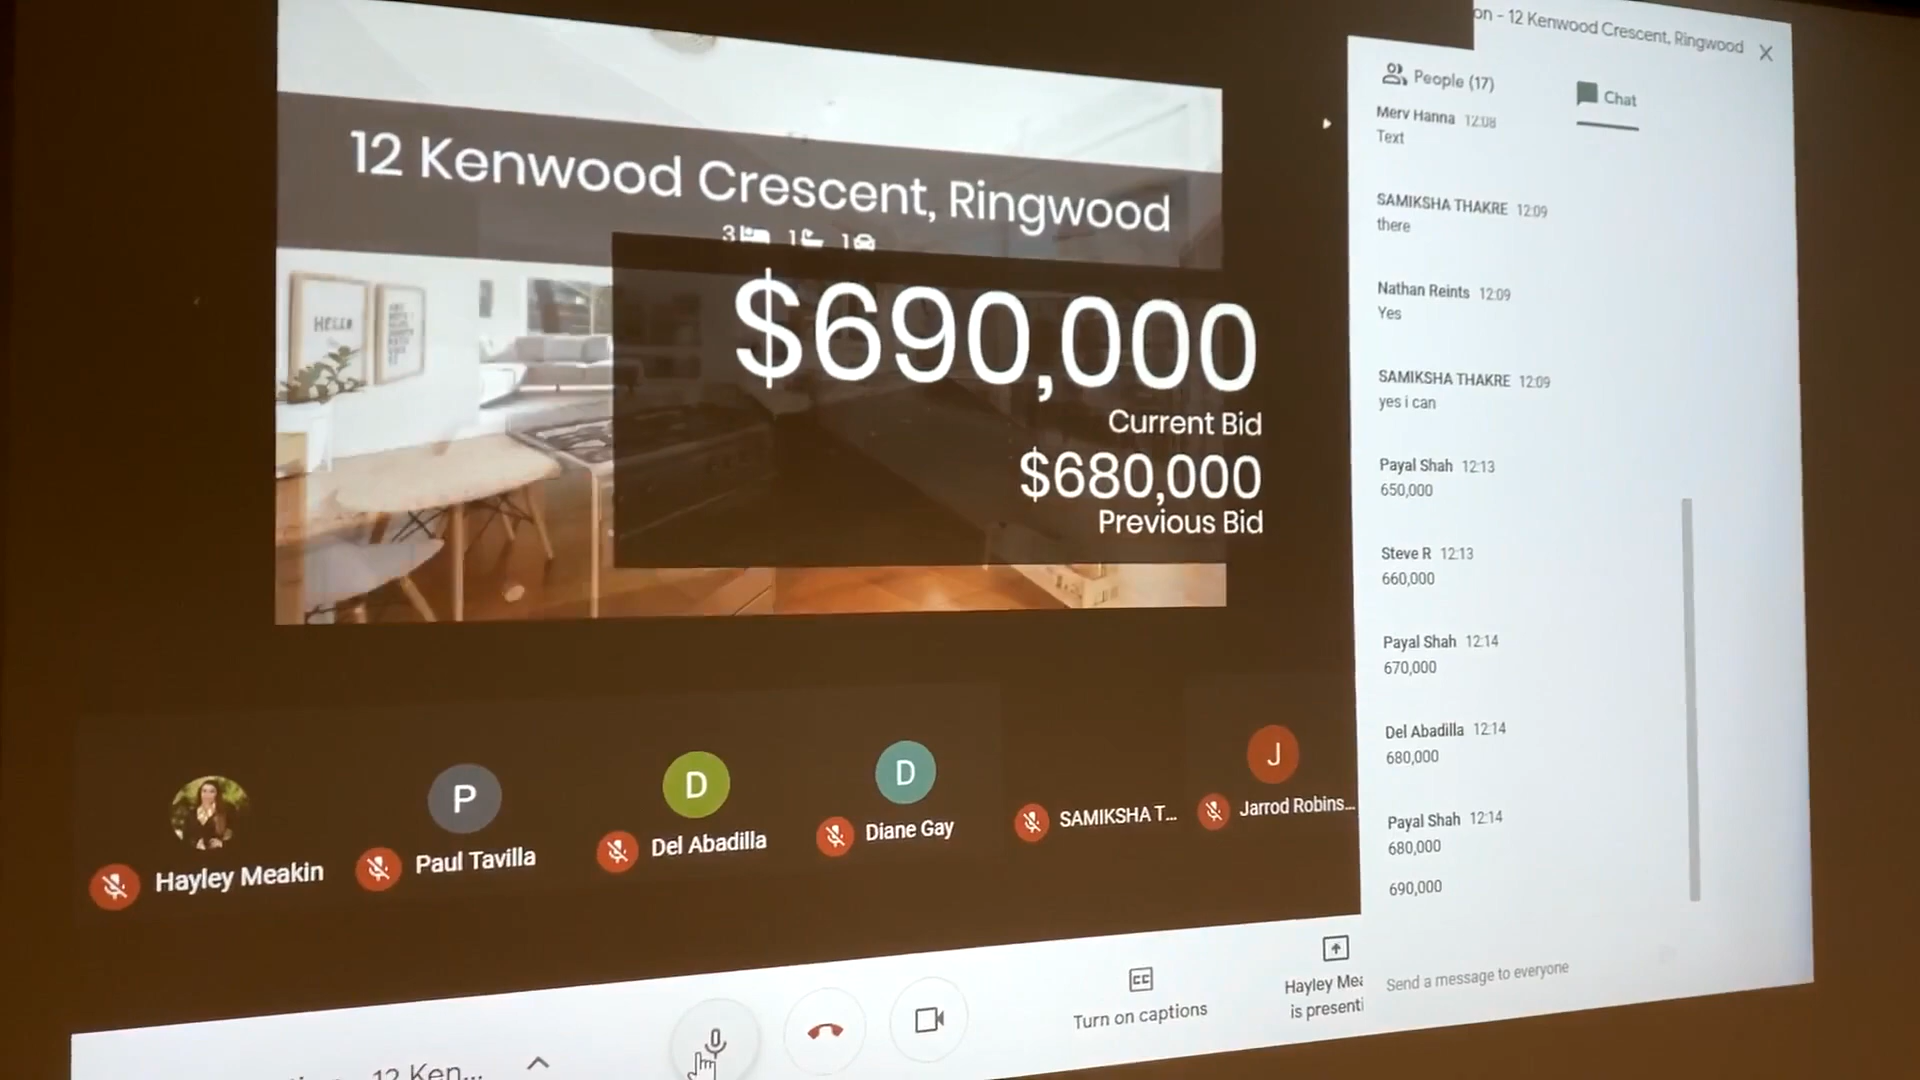 on - 12 Kenwood Crescent, Ringwood
People (17)
Chat
12 Kenwood Crescent, Ringwood
3 1 1
HELLO
$690,000
Current Bid
$680,000
Previous Bid
Merv Hanna 12:08
Text
SAMIKSHA THAKRE 12:09
there
Nathan Reints 12:09
Yes
SAMIKSHA THAKRE 12:09
yes i can
Payal Shah 12:13
650,000
Steve R 12:13
660,000
Payal Shah 12:14
670,000
Del Abadilla 12:14
680,000
Payal Shah 12:14
680,000
690,000
Send a message to everyone
P
D
D
J
Hayley Meakin
Paul Tavilla
Del Abadilla
Diane Gay
SAMIKSHA T...
Jarrod Robins...
12 Ken...
CC
Turn on captions
Hayley Mea
is presenti